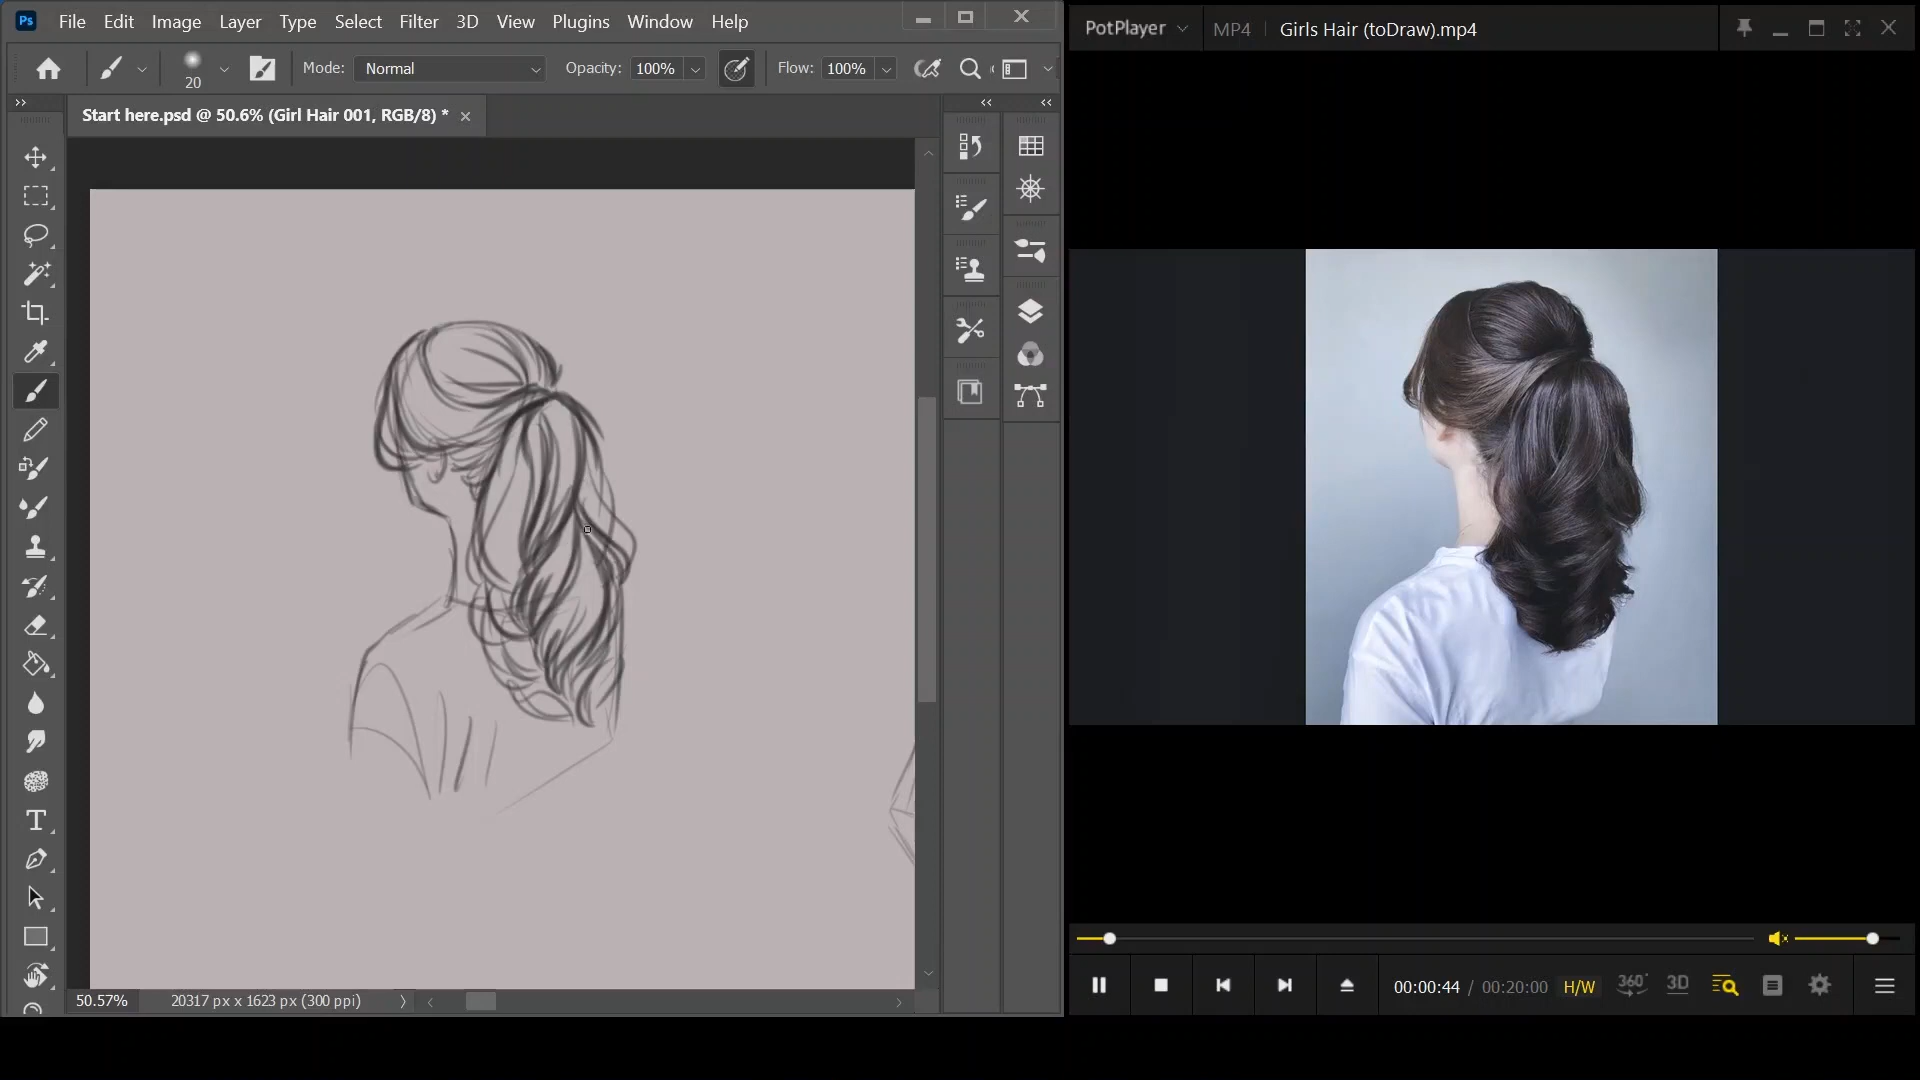 Ps File Edit Image Layer Type Select Filter 3D View Plugins Window Help
20 Mode: Normal Opacity: 100% Flow: 100%
Start here.psd @ 50.6% (Girl Hair 001, RGB/8) *
50.57% 20317 px x 1623 px (300 ppi)
PotPlayer MP4 Girls Hair (toDraw).mp4
00:00:44 / 00:20:00 H/W 360° 3D